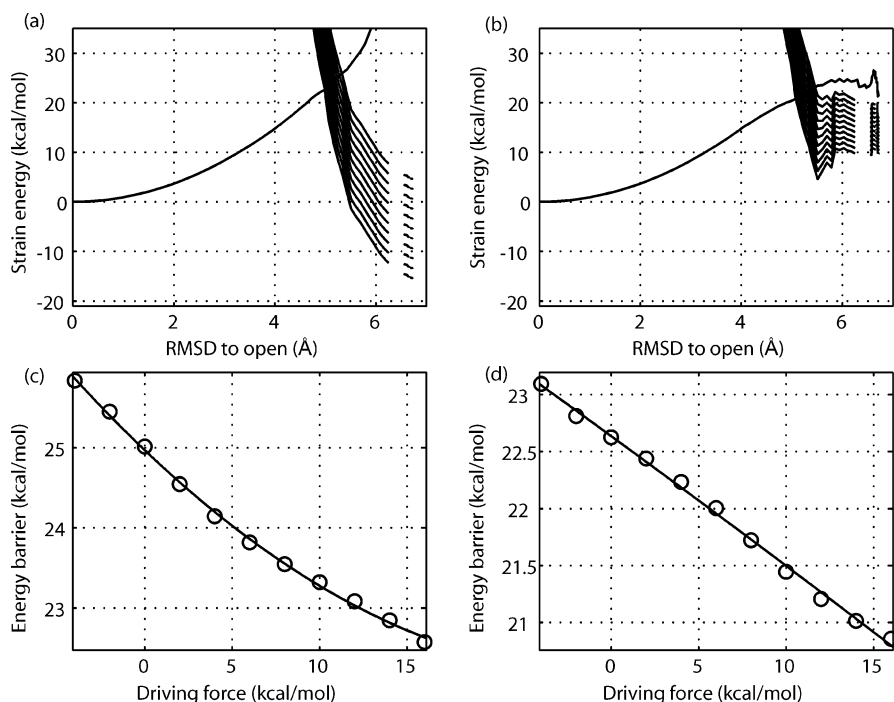 (a)
Strain energy (kcal/mol)
30
20
10
0
-10
-20
0 2 4 6
RMSD to open (Å)
(b)
Strain energy (kcal/mol)
30
20
10
0
-10
-20
0 2 4 6
RMSD to open (Å)
(c)
Energy barrier (kcal/mol)
25
24
23
0 5 10 15
Driving force (kcal/mol)
(d)
Energy barrier (kcal/mol)
23
22.5
22
21.5
21
0 5 10 15
Driving force (kcal/mol)